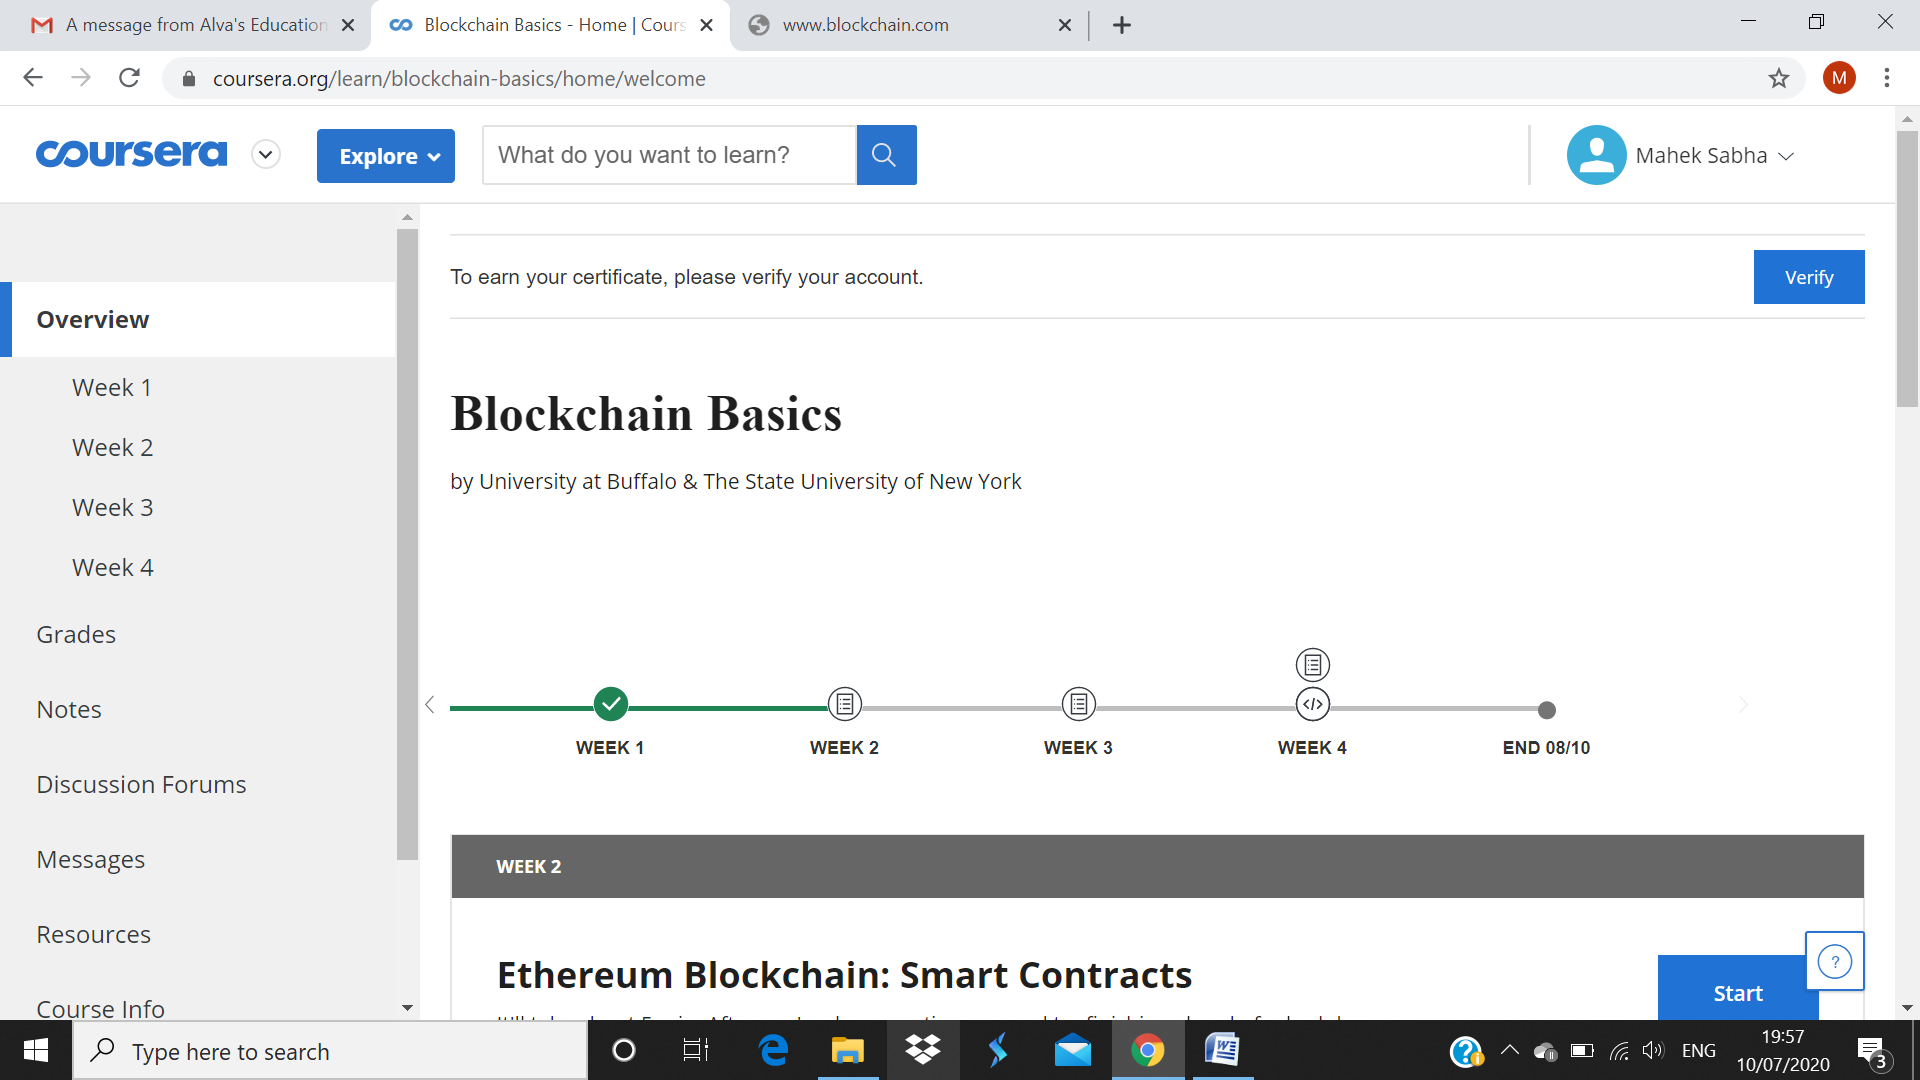 A message from Alva's Education
Blockchain Basics - Home | Cours
www.blockchain.com
coursera.org/learn/blockchain-basics/home/welcome
M
coursera
Explore
What do you want to learn?
Mahek Sabha
To earn your certificate, please verify your account.
Verify
Overview
Week 1
Week 2
Week 3
Week 4
Grades
Notes
Discussion Forums
Messages
Resources
Course Info
Blockchain Basics
by University at Buffalo & The State University of New York
WEEK 1
WEEK 2
WEEK 3
WEEK 4
END 08/10
WEEK 2
Ethereum Blockchain: Smart Contracts
Start
?
Type here to search
ENG
19:57
10/07/2020
3